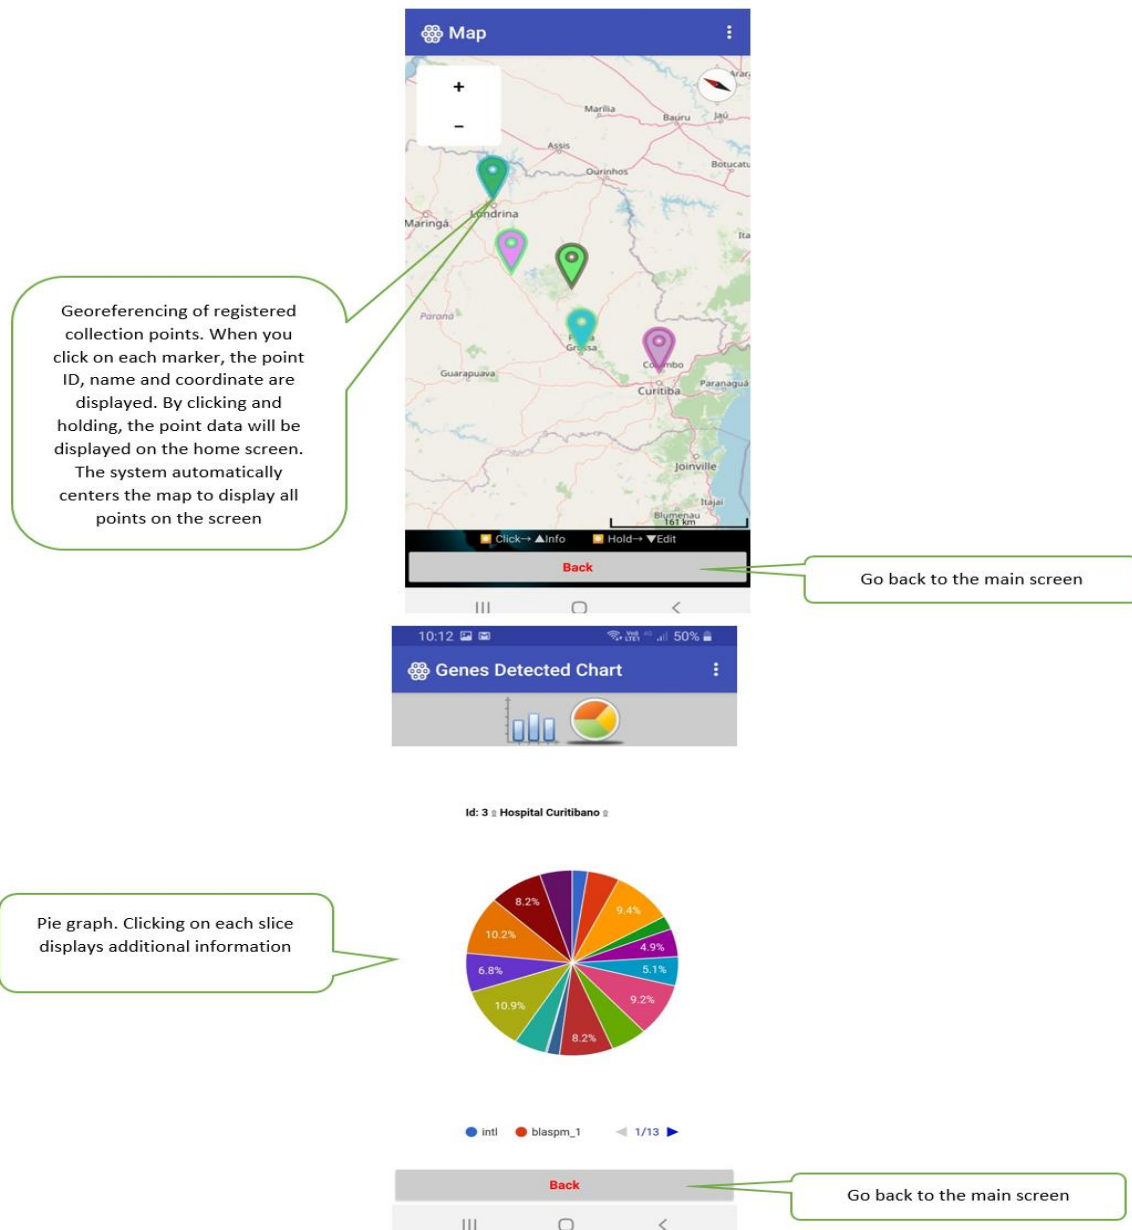 Map
+
−
Marília
Bauru
Jaú
Arar
Assis
Botucatu
Ourinhos
Londrina
Maringá
Ita
Georeferencing of registered
collection points. When you
click on each marker, the point
ID, name and coordinate are
displayed. By clicking and
holding, the point data will be
displayed on the home screen.
The system automatically
centers the map to display all
points on the screen
Paraná
Grossa
Guarapuava
Colombo
Paranaguá
Curitiba
Joinville
Itajaí
Blumenau
161 km
Click→ ▲Info Hold→ ▼Edit
Back
Go back to the main screen
10:12 50%
Genes Detected Chart
Id: 3 Hospital Curitibano
8.2%
9.4%
10.2%
4.9%
6.8%
5.1%
10.9%
9.2%
8.2%
Pie graph. Clicking on each slice
displays additional information
intl blaspm_1 1/13
Back
Go back to the main screen